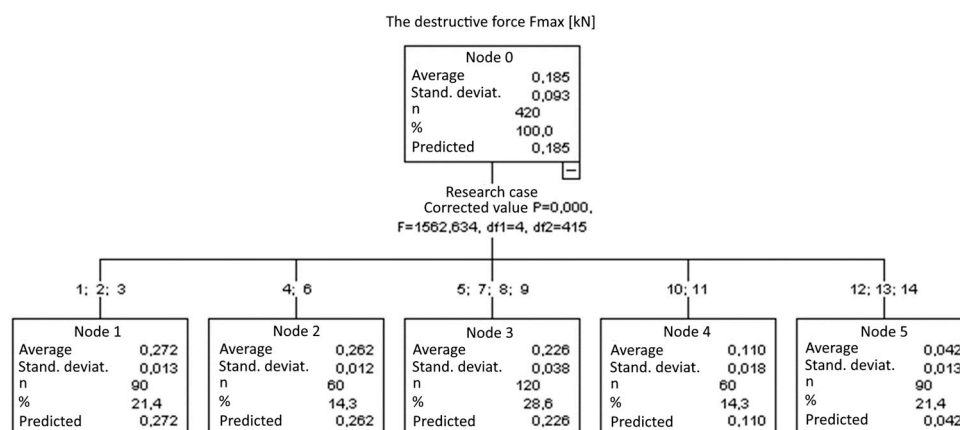 The destructive force Fmax [kN]
Node 0
Average 0,185
Stand. deviat. 0,093
n 420
% 100,0
Predicted 0,185
Research case
Corrected value P=0,000,
F=1562,634, df1=4, df2=415
1; 2; 3 4; 6 5; 7; 8; 9 10; 11 12; 13; 14
Node 1
Average 0,272
Stand. deviat. 0,013
n 90
% 21,4
Predicted 0,272
Node 2
Average 0,262
Stand. deviat. 0,012
n 60
% 14,3
Predicted 0,262
Node 3
Average 0,226
Stand. deviat. 0,038
n 120
% 28,6
Predicted 0,226
Node 4
Average 0,110
Stand. deviat. 0,018
n 60
% 14,3
Predicted 0,110
Node 5
Average 0,042
Stand. deviat. 0,013
n 90
% 21,4
Predicted 0,042